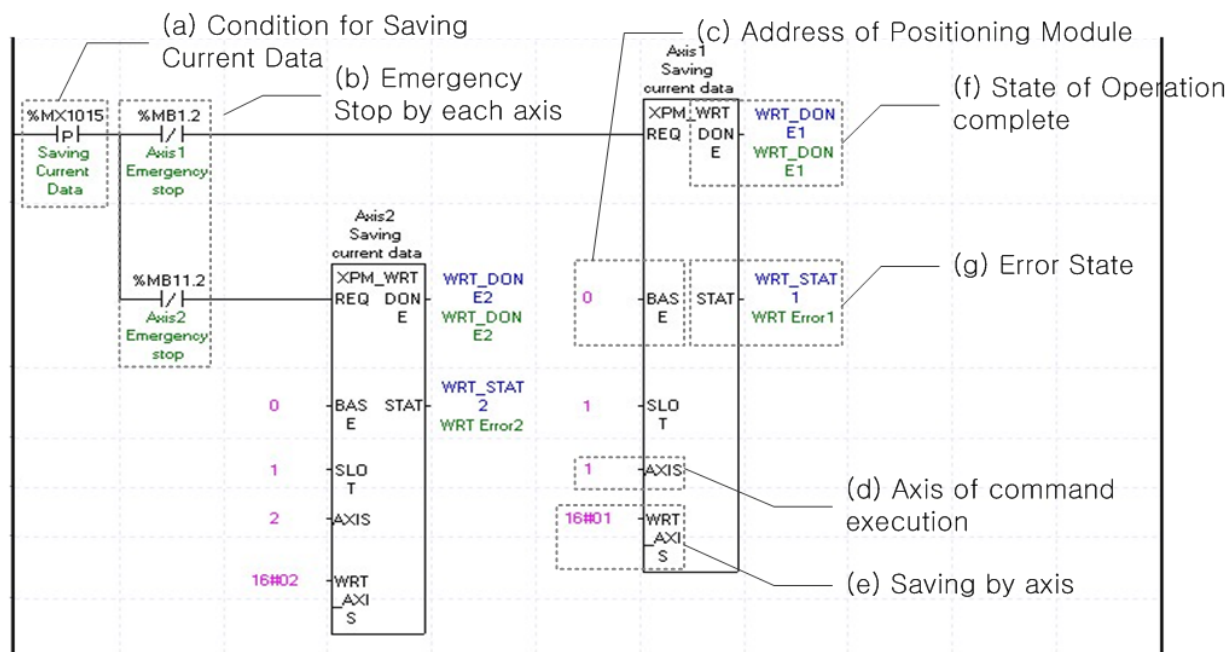 (a) Condition for Saving
Current Data
(b) Emergency
Stop by each axis
(c) Address of Positioning Module
(f) State of Operation
complete
%MX1015
P
Saving
Current
Data
%MB1.2
Axis1
Emergency
stop
Axis1
Saving
current data
XPM_WRT
REQ DON
E
WRT_DON
E1
WRT_DON
E1
%MB11.2
Axis2
Emergency
stop
Axis2
Saving
current data
XPM_WRT
REQ DON
E
WRT_DON
E2
WRT_DON
E2
0
BAS STAT
E
WRT_STAT
1
WRT Error1
(g) Error State
0
BAS STAT
E
WRT_STAT
2
WRT Error2
1
SLO
T
1
SLO
T
1
AXIS
(d) Axis of command
execution
2
AXIS
16#01
WRT
_AXI
S
(e) Saving by axis
16#02
WRT
_AXI
S